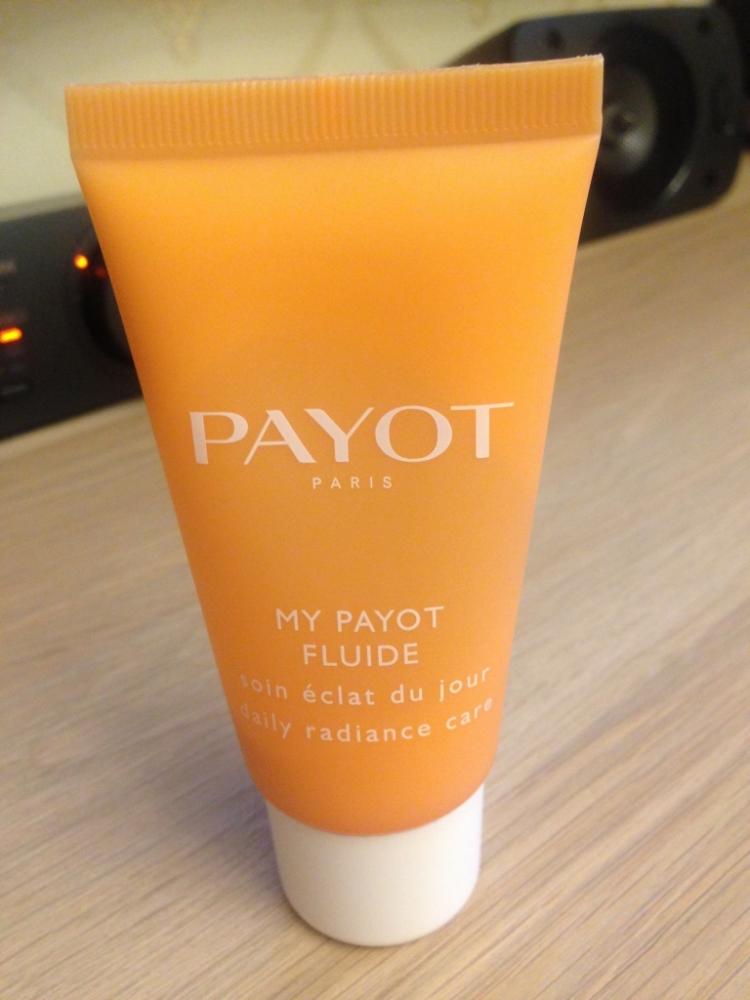 PAYOT
PARIS
MY PAYOT
FLUIDE
soin éclat du jour
daily radiance care